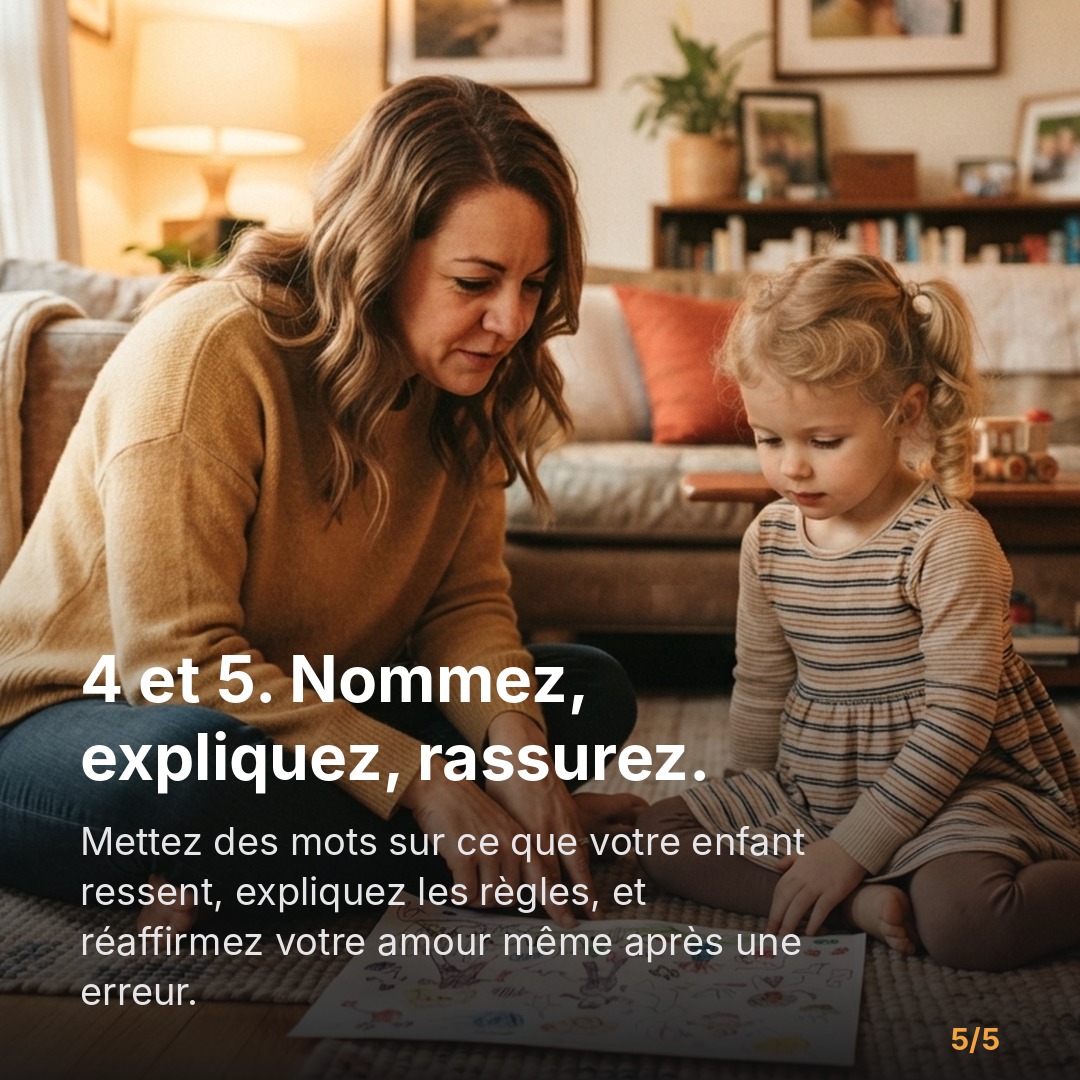 4 et 5. Nommez,
expliquez, rassurez.
Mettez des mots sur ce que votre enfant
ressent, expliquez les règles, et
réaffirmez votre amour même après une
erreur.
5/5